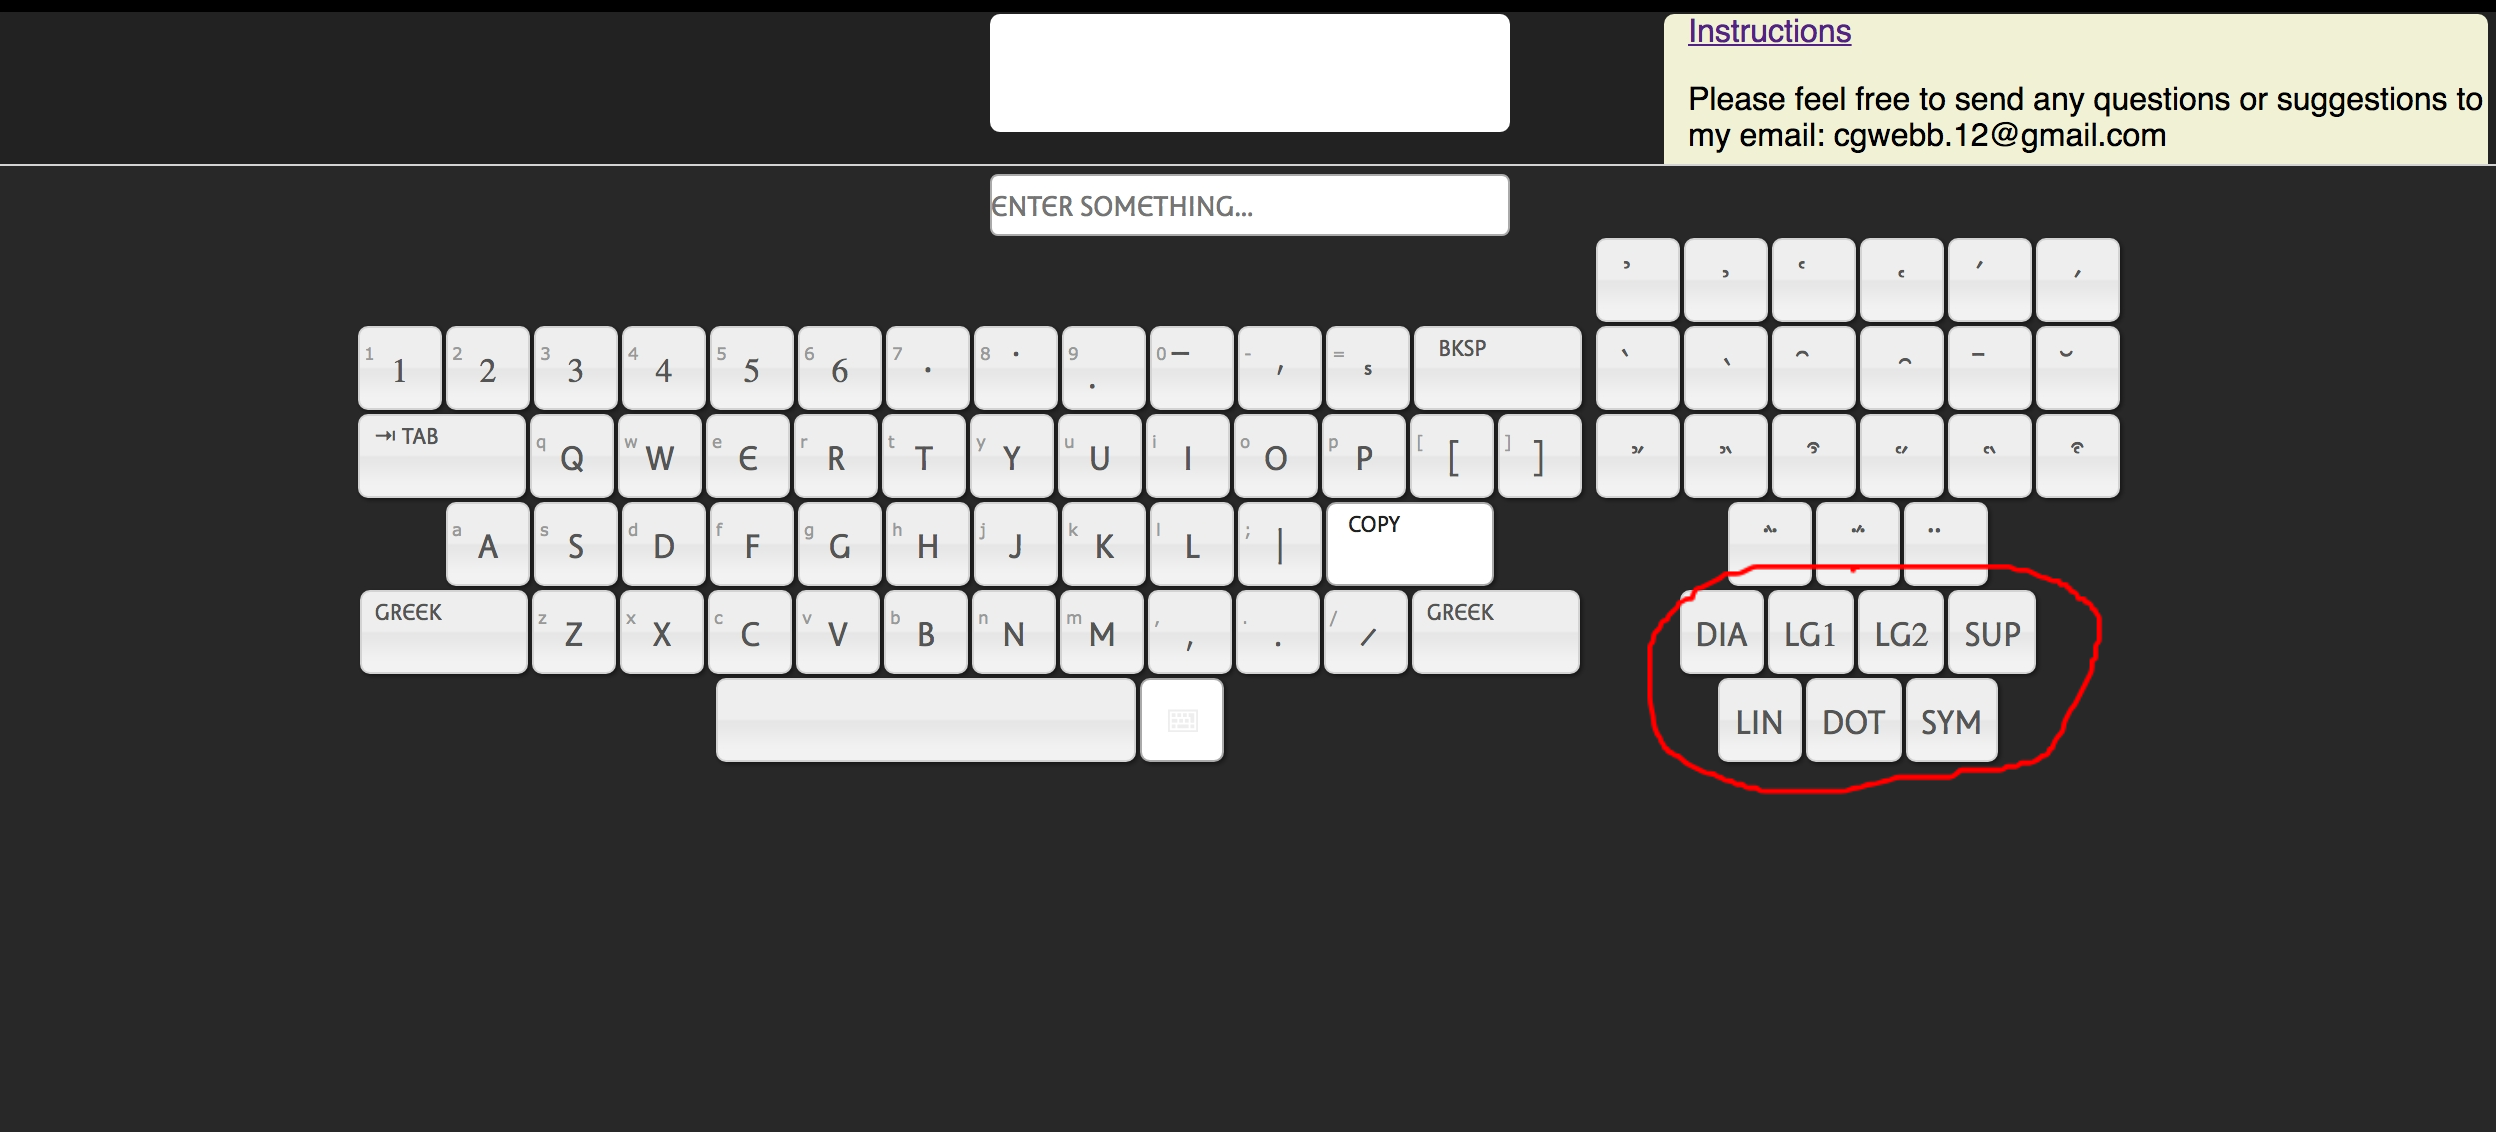 Instructions
Please feel free to send any questions or suggestions to
my email: cgwebb.12@gmail.com
ENTER SOMETHING...
᾿ ̓ ῾ ̔ ´ ́
1 1 2 2 3 3 4 4 5 5 6 6 7 · 8 ˙ 9 . 0 — - ′ = s BKSP
` ̀ ͡ ̑ ¯ ˘
⇥ TAB q Q w W e Є r R t T y Y u U i I o O p P [ [ ] ]
῎ ῍ ῏ ῞ ῝ ῟
a A s S d D f F g G h H j J k K l L ; | COPY
῭ ΅ ¨
GREEK z Z x X c C v V b B n N m M , , . . / / GREEK
DIA LG1 LG2 SUP
LIN DOT SYM